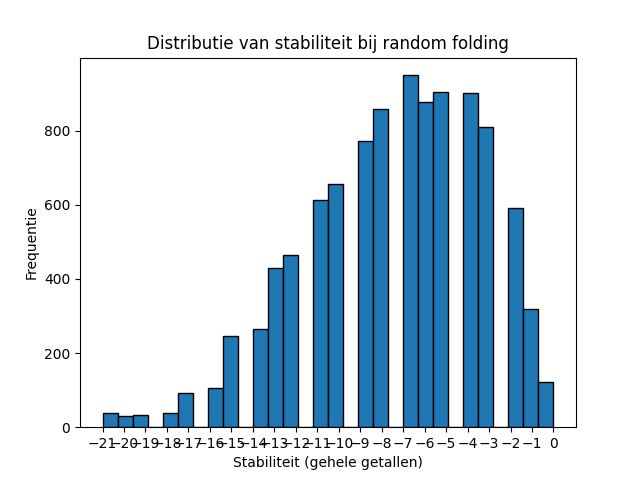 Distributie van stabiliteit bij random folding
Frequentie
800
600
400
200
0
−21 −20 −19 −18 −17 −16 −15 −14 −13 −12 −11 −10 −9 −8 −7 −6 −5 −4 −3 −2 −1 0
Stabiliteit (gehele getallen)